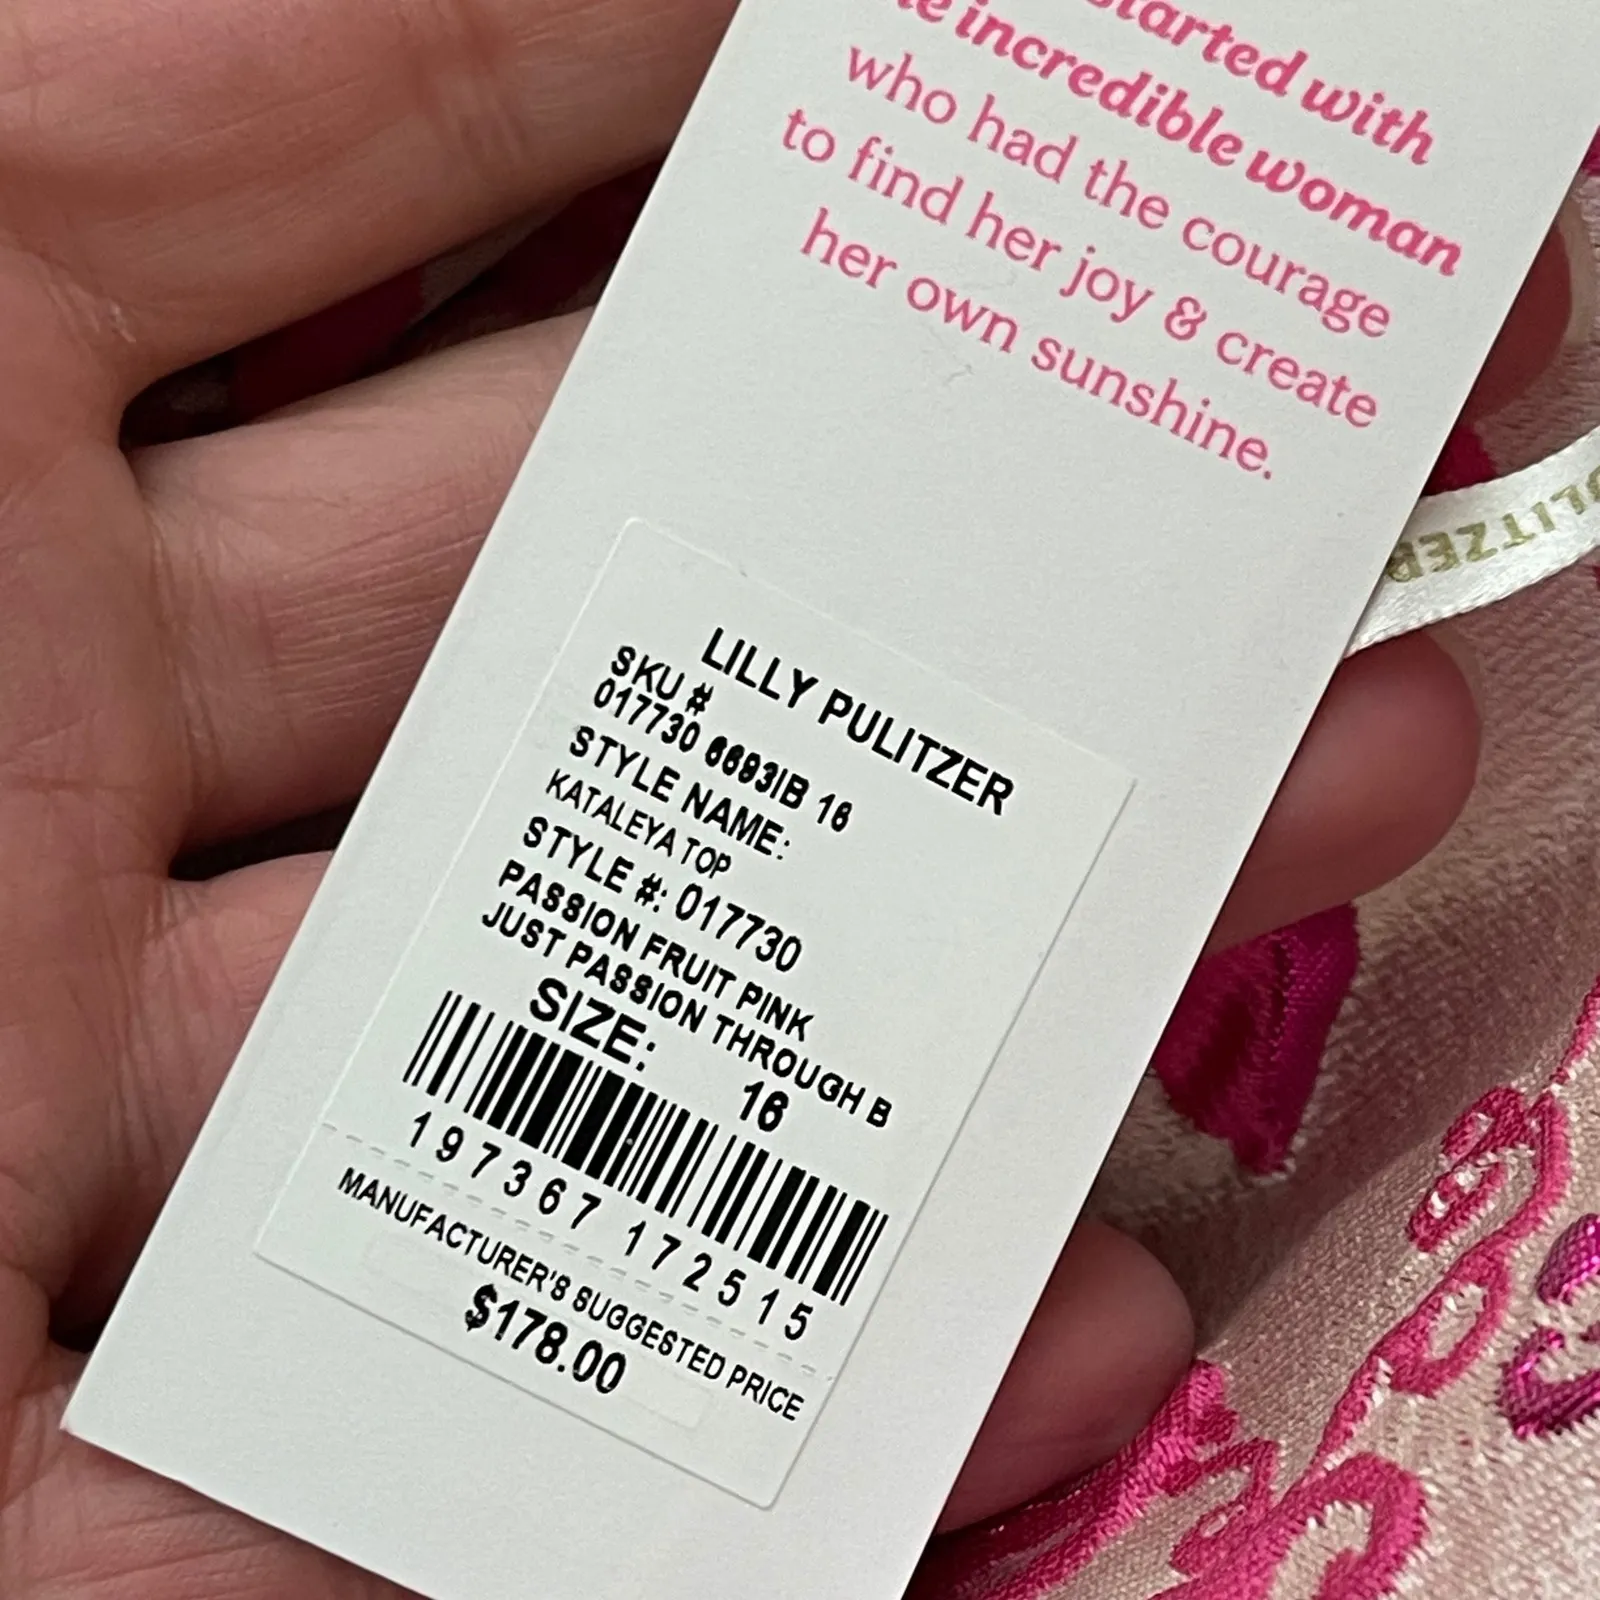 started with
incredible woman
who had the courage
to find her joy & create
her own sunshine.
LILLY PULITZER
SKU #
017730 6693IB 16
STYLE NAME:
KATALEYA TOP
STYLE #: 017730
PASSION FRUIT PINK
JUST PASSION THROUGH B
SIZE: 16
197367 172515
MANUFACTURER'S SUGGESTED PRICE
$178.00